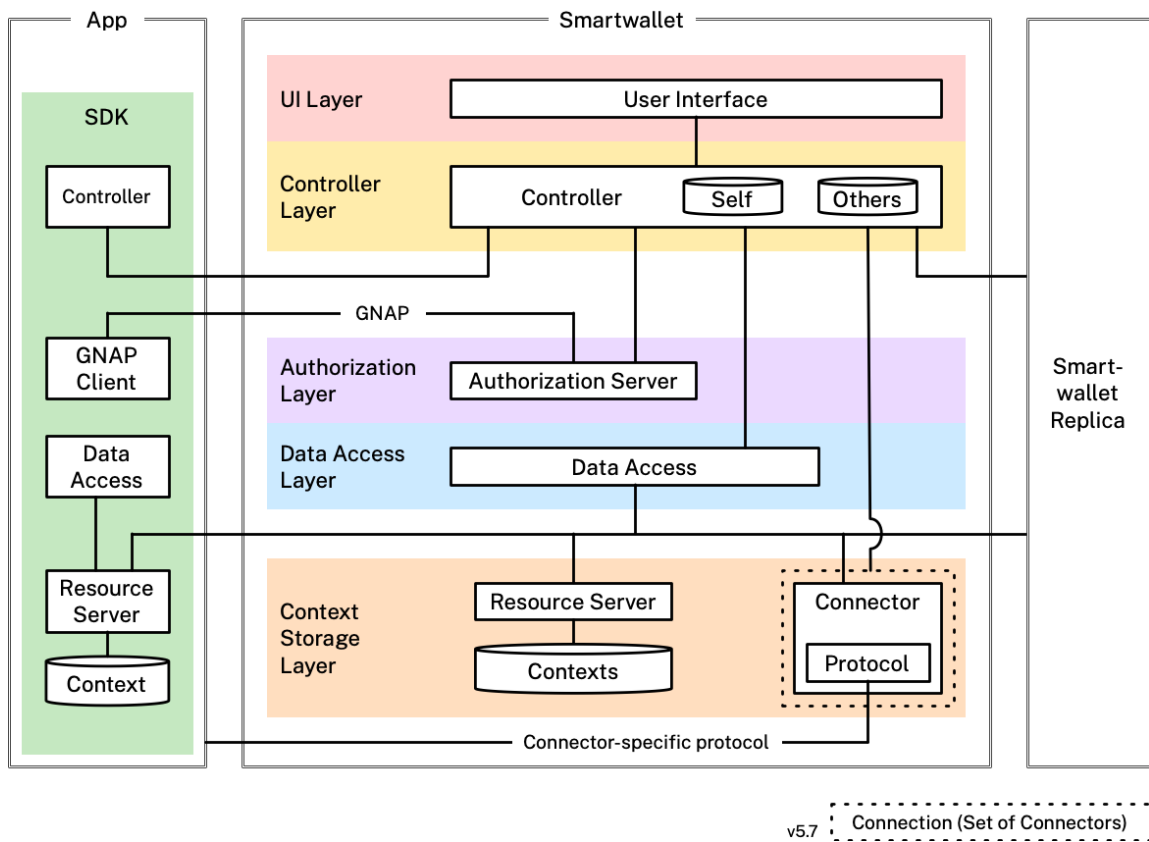 App
Smartwallet
SDK
Controller
GNAP
Client
Data
Access
Resource
Server
Context
UI Layer
User Interface
Controller
Layer
Controller
Self
Others
GNAP
Authorization
Layer
Authorization Server
Data Access
Layer
Data Access
Context
Storage
Layer
Resource Server
Contexts
Connector
Protocol
Connector-specific protocol
Smart-
wallet
Replica
v5.7
Connection (Set of Connectors)